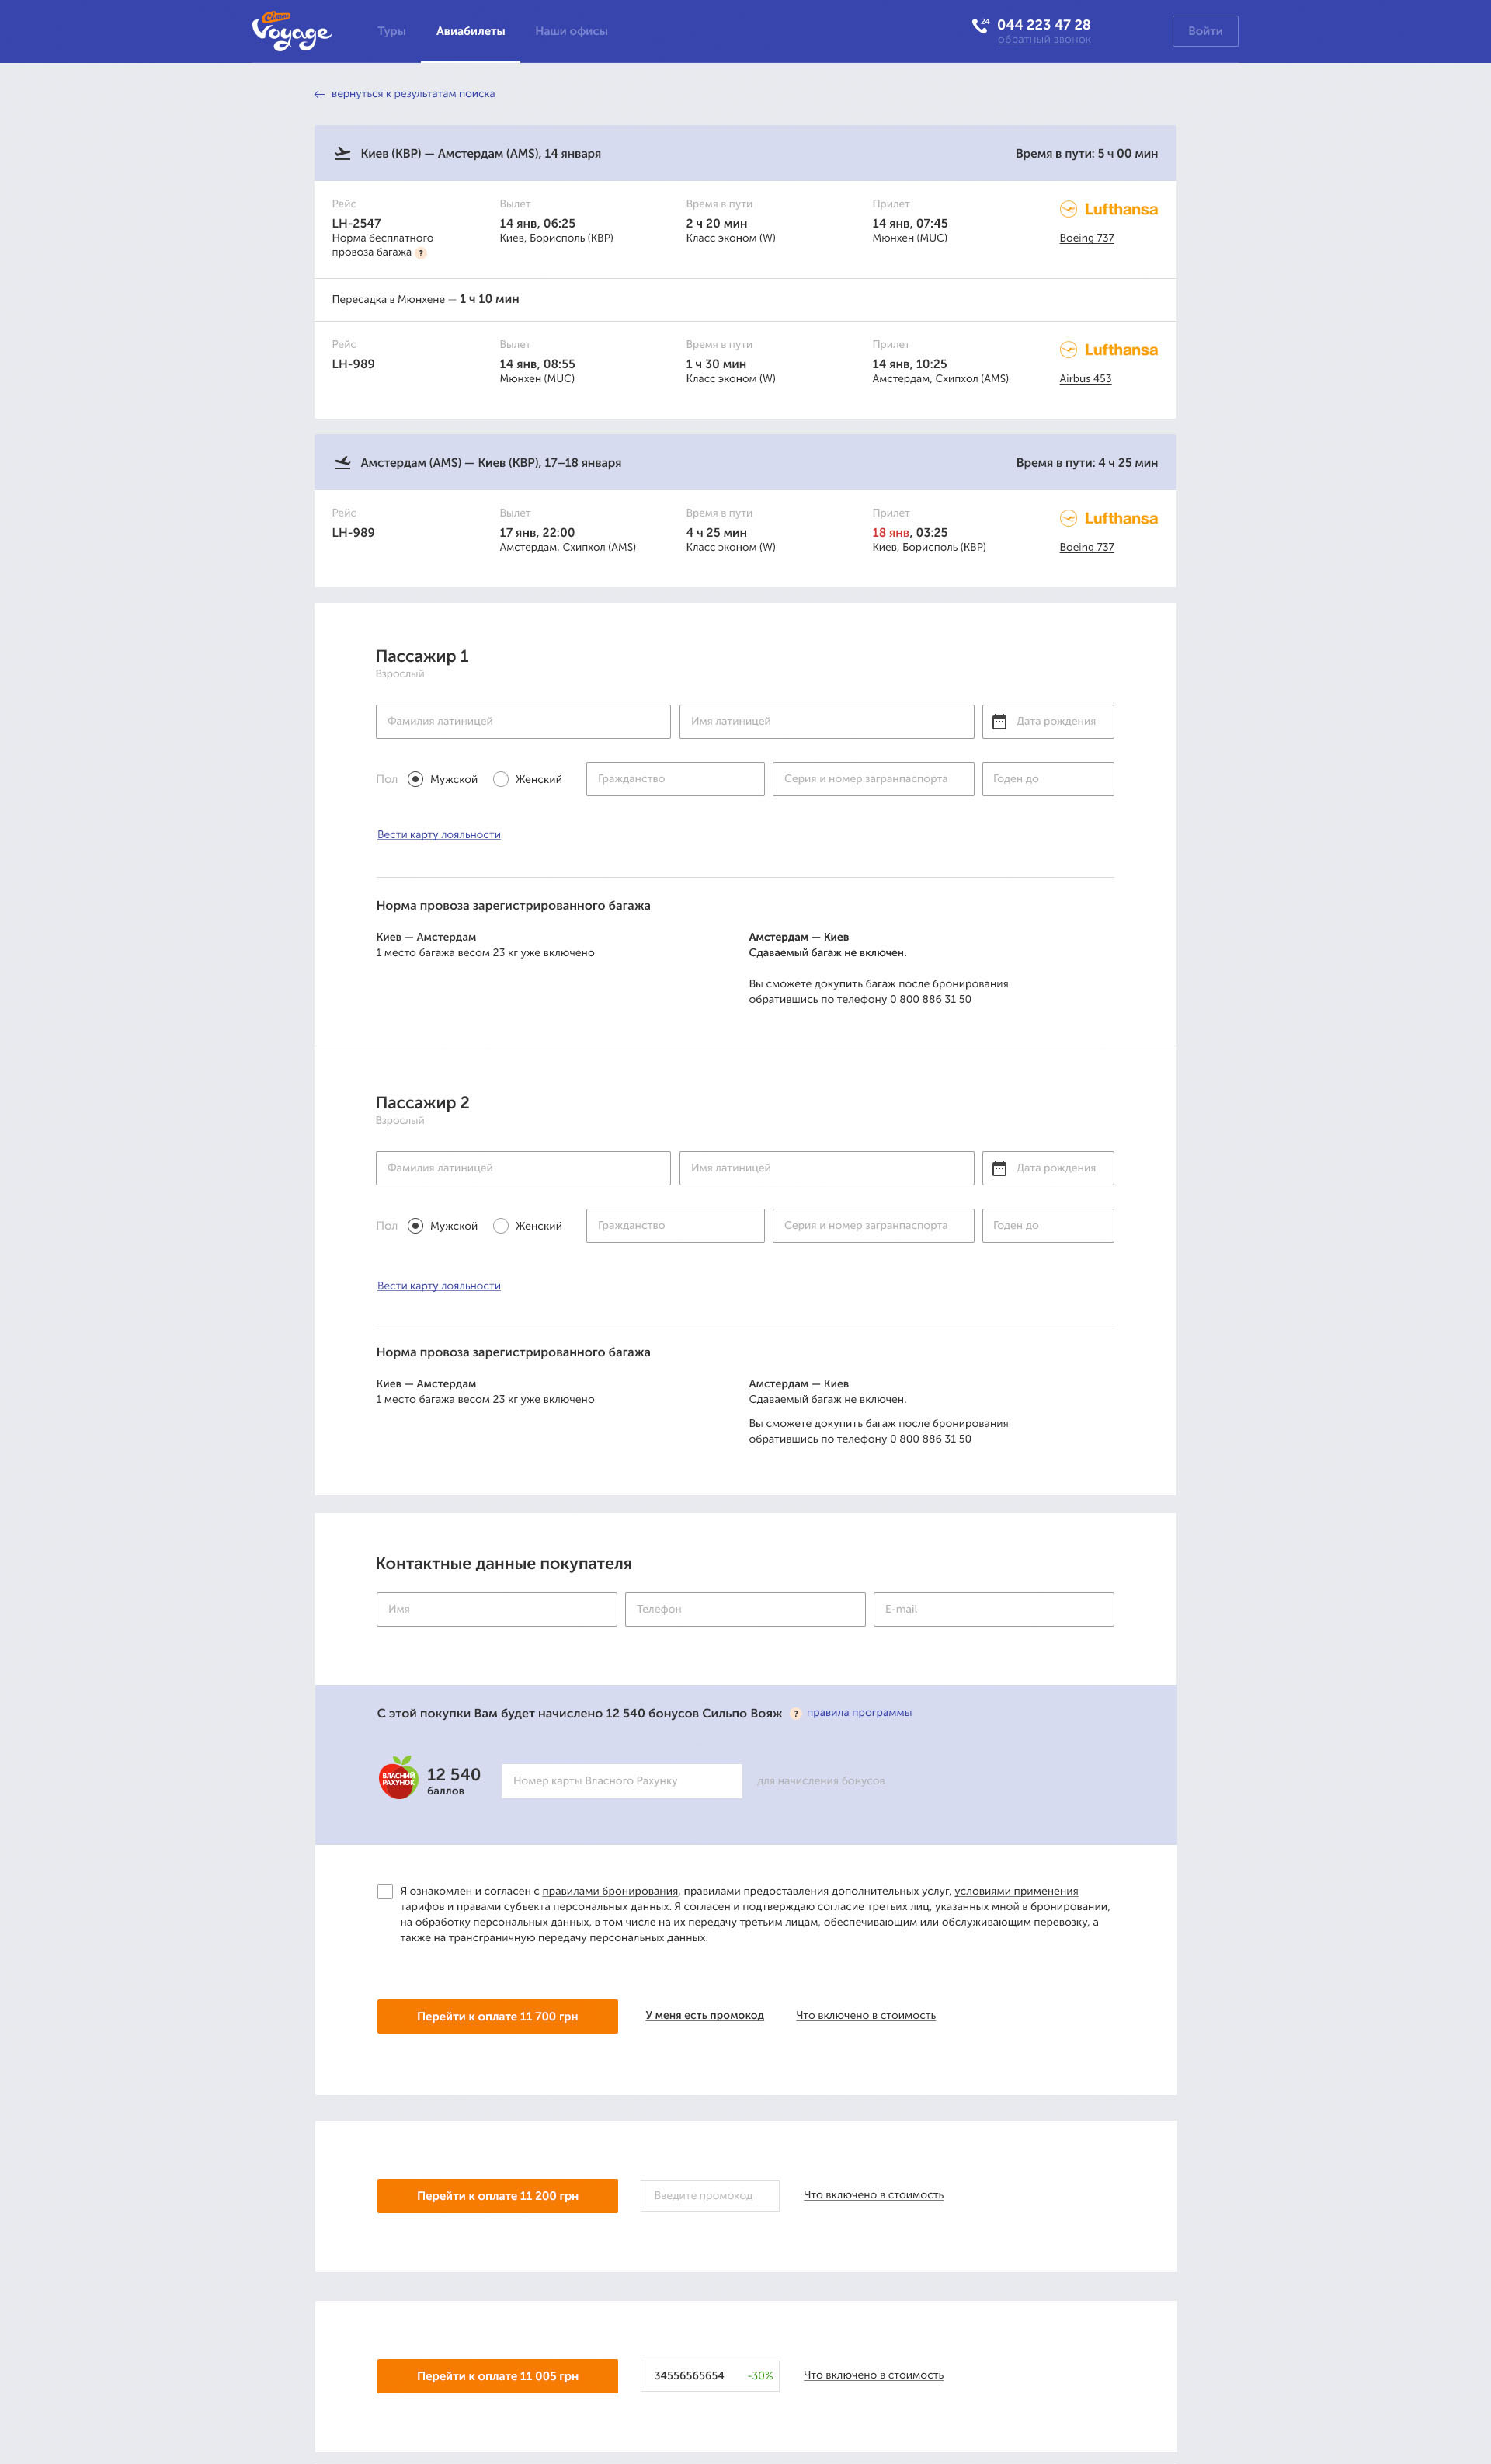 Сільпо
Voyage
Туры
Авиабилеты
Наши офисы
24
044 223 47 28
обратный звонок
Войти
← вернуться к результатам поиска
Киев (KBP) — Амстердам (AMS), 14 января
Время в пути: 5 ч 00 мин
Рейс
LH-2547
Норма бесплатного
провоза багажа ?
Вылет
14 янв, 06:25
Киев, Борисполь (КВР)
Время в пути
2 ч 20 мин
Класс эконом (W)
Прилет
14 янв, 07:45
Мюнхен (MUC)
Lufthansa
Boeing 737
Пересадка в Мюнхене — 1 ч 10 мин
Рейс
LH-989
Вылет
14 янв, 08:55
Мюнхен (MUC)
Время в пути
1 ч 30 мин
Класс эконом (W)
Прилет
14 янв, 10:25
Амстердам, Схипхол (AMS)
Lufthansa
Airbus 453
Амстердам (AMS) — Киев (KBP), 17–18 января
Время в пути: 4 ч 25 мин
Рейс
LH-989
Вылет
17 янв, 22:00
Амстердам, Схипхол (AMS)
Время в пути
4 ч 25 мин
Класс эконом (W)
Прилет
18 янв, 03:25
Киев, Борисполь (КВР)
Lufthansa
Boeing 737
Пассажир 1
Взрослый
Фамилия латиницей
Имя латиницей
Дата рождения
Пол
Мужской
Женский
Гражданство
Серия и номер загранпаспорта
Годен до
Вести карту лояльности
Норма провоза зарегистрированного багажа
Киев — Амстердам
1 место багажа весом 23 кг уже включено
Амстердам — Киев
Сдаваемый багаж не включен.
Вы сможете докупить багаж после бронирования
обратившись по телефону 0 800 886 31 50
Пассажир 2
Взрослый
Фамилия латиницей
Имя латиницей
Дата рождения
Пол
Мужской
Женский
Гражданство
Серия и номер загранпаспорта
Годен до
Вести карту лояльности
Норма провоза зарегистрированного багажа
Киев — Амстердам
1 место багажа весом 23 кг уже включено
Амстердам — Киев
Сдаваемый багаж не включен.
Вы сможете докупить багаж после бронирования
обратившись по телефону 0 800 886 31 50
Контактные данные покупателя
Имя
Телефон
E-mail
С этой покупки Вам будет начислено 12 540 бонусов Сильпо Вояж ? правила программы
ВЛАСНИЙ
РАХУНОК
12 540
баллов
Номер карты Власного Рахунку
для начисления бонусов
Я ознакомлен и согласен с правилами бронирования, правилами предоставления дополнительных услуг, условиями применения
тарифов и правами субъекта персональных данных. Я согласен и подтверждаю согласие третьих лиц, указанных мной в бронировании,
на обработку персональных данных, в том числе на их передачу третьим лицам, обеспечивающим или обслуживающим перевозку, а
также на трансграничную передачу персональных данных.
Перейти к оплате 11 700 грн
У меня есть промокод
Что включено в стоимость
Перейти к оплате 11 200 грн
Введите промокод
Что включено в стоимость
Перейти к оплате 11 005 грн
34556565654
-30%
Что включено в стоимость